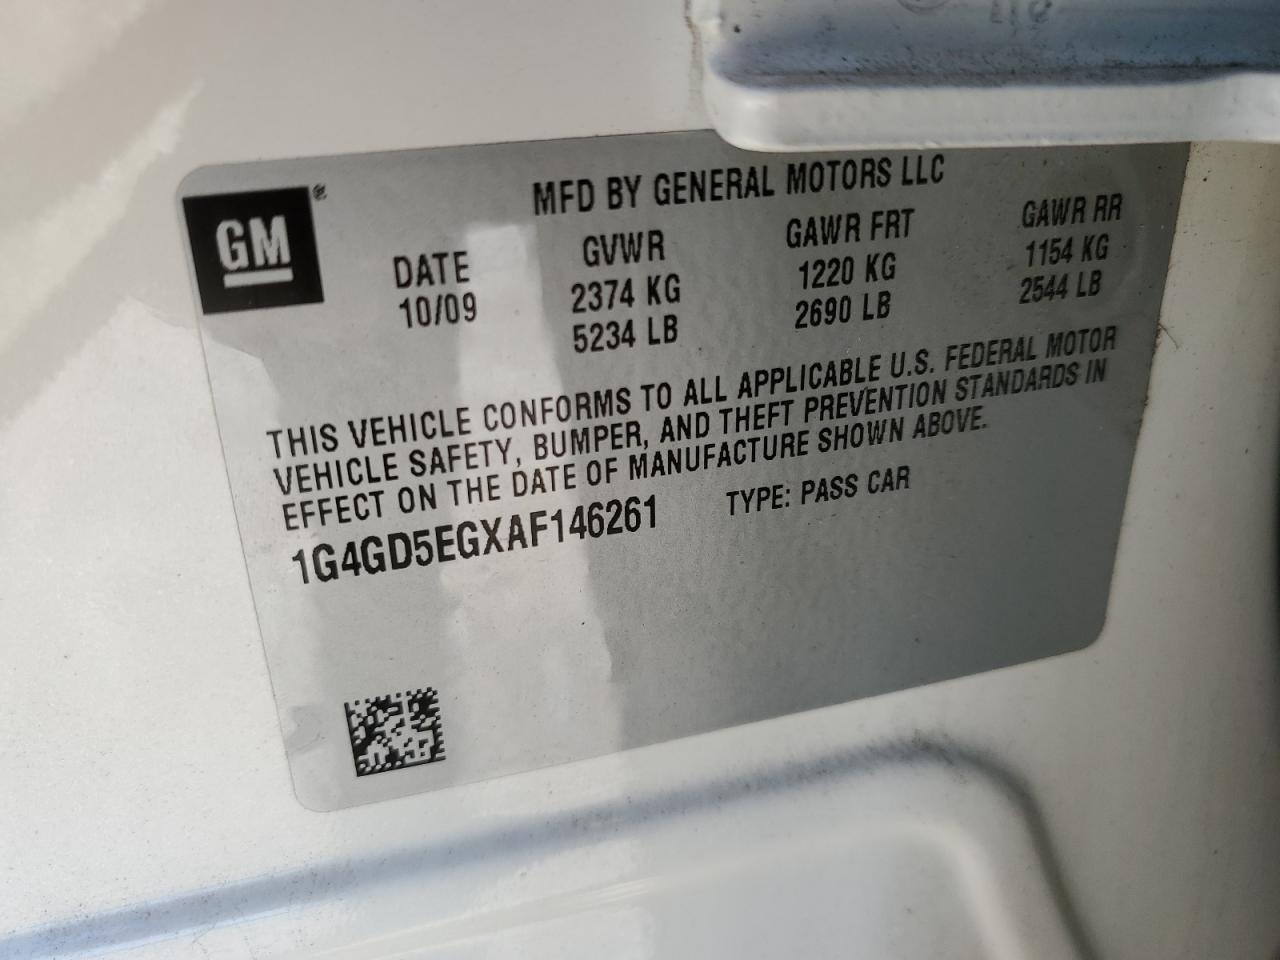 GM ®
MFD BY GENERAL MOTORS LLC
DATE GVWR GAWR FRT GAWR RR
10/09 2374 KG 1220 KG 1154 KG
5234 LB 2690 LB 2544 LB
THIS VEHICLE CONFORMS TO ALL APPLICABLE U.S. FEDERAL MOTOR
VEHICLE SAFETY, BUMPER, AND THEFT PREVENTION STANDARDS IN
EFFECT ON THE DATE OF MANUFACTURE SHOWN ABOVE.
1G4GD5EGXAF146261 TYPE: PASS CAR